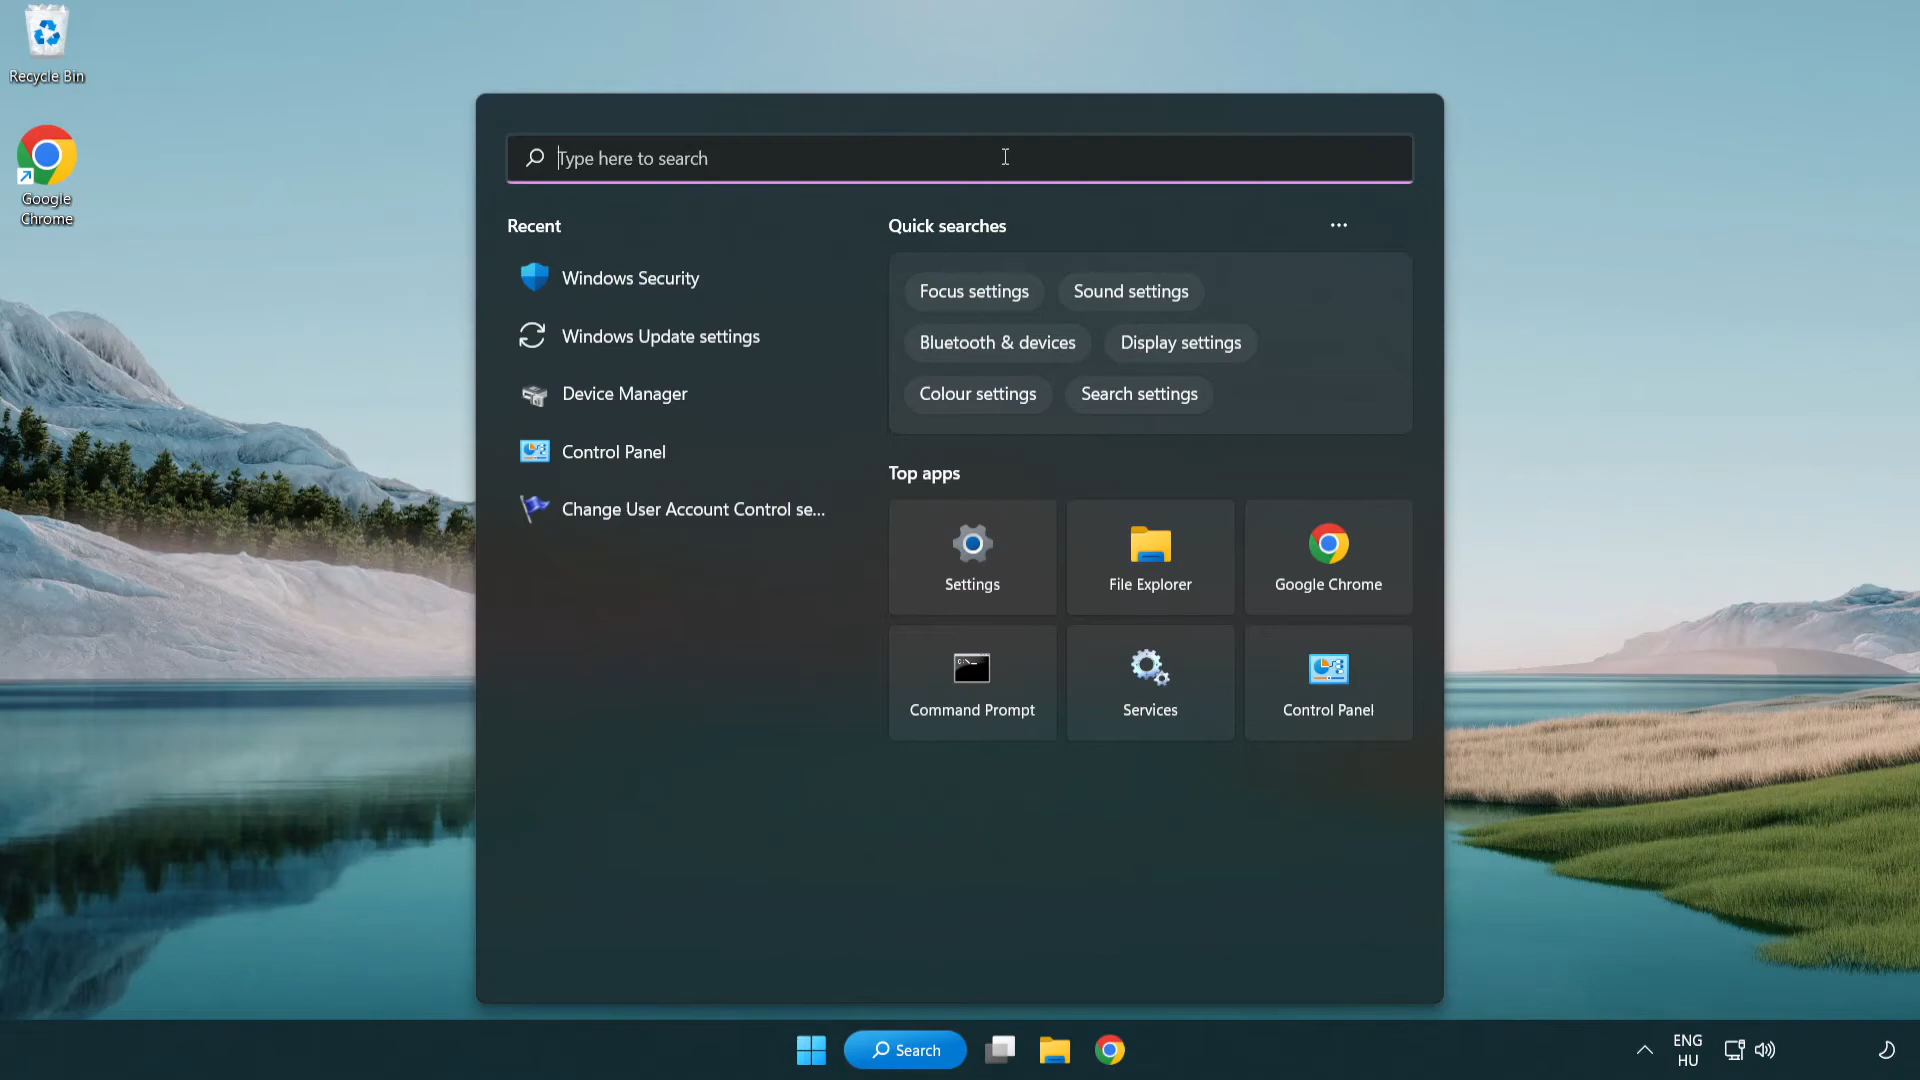 Recycle Bin
Google
Chrome
Type here to search
Recent
Windows Security
Windows Update settings
Device Manager
Control Panel
Change User Account Control se...
Quick searches
...
Focus settings
Sound settings
Bluetooth & devices
Display settings
Colour settings
Search settings
Top apps
Settings
File Explorer
Google Chrome
Command Prompt
Services
Control Panel
Search
ENG
HU